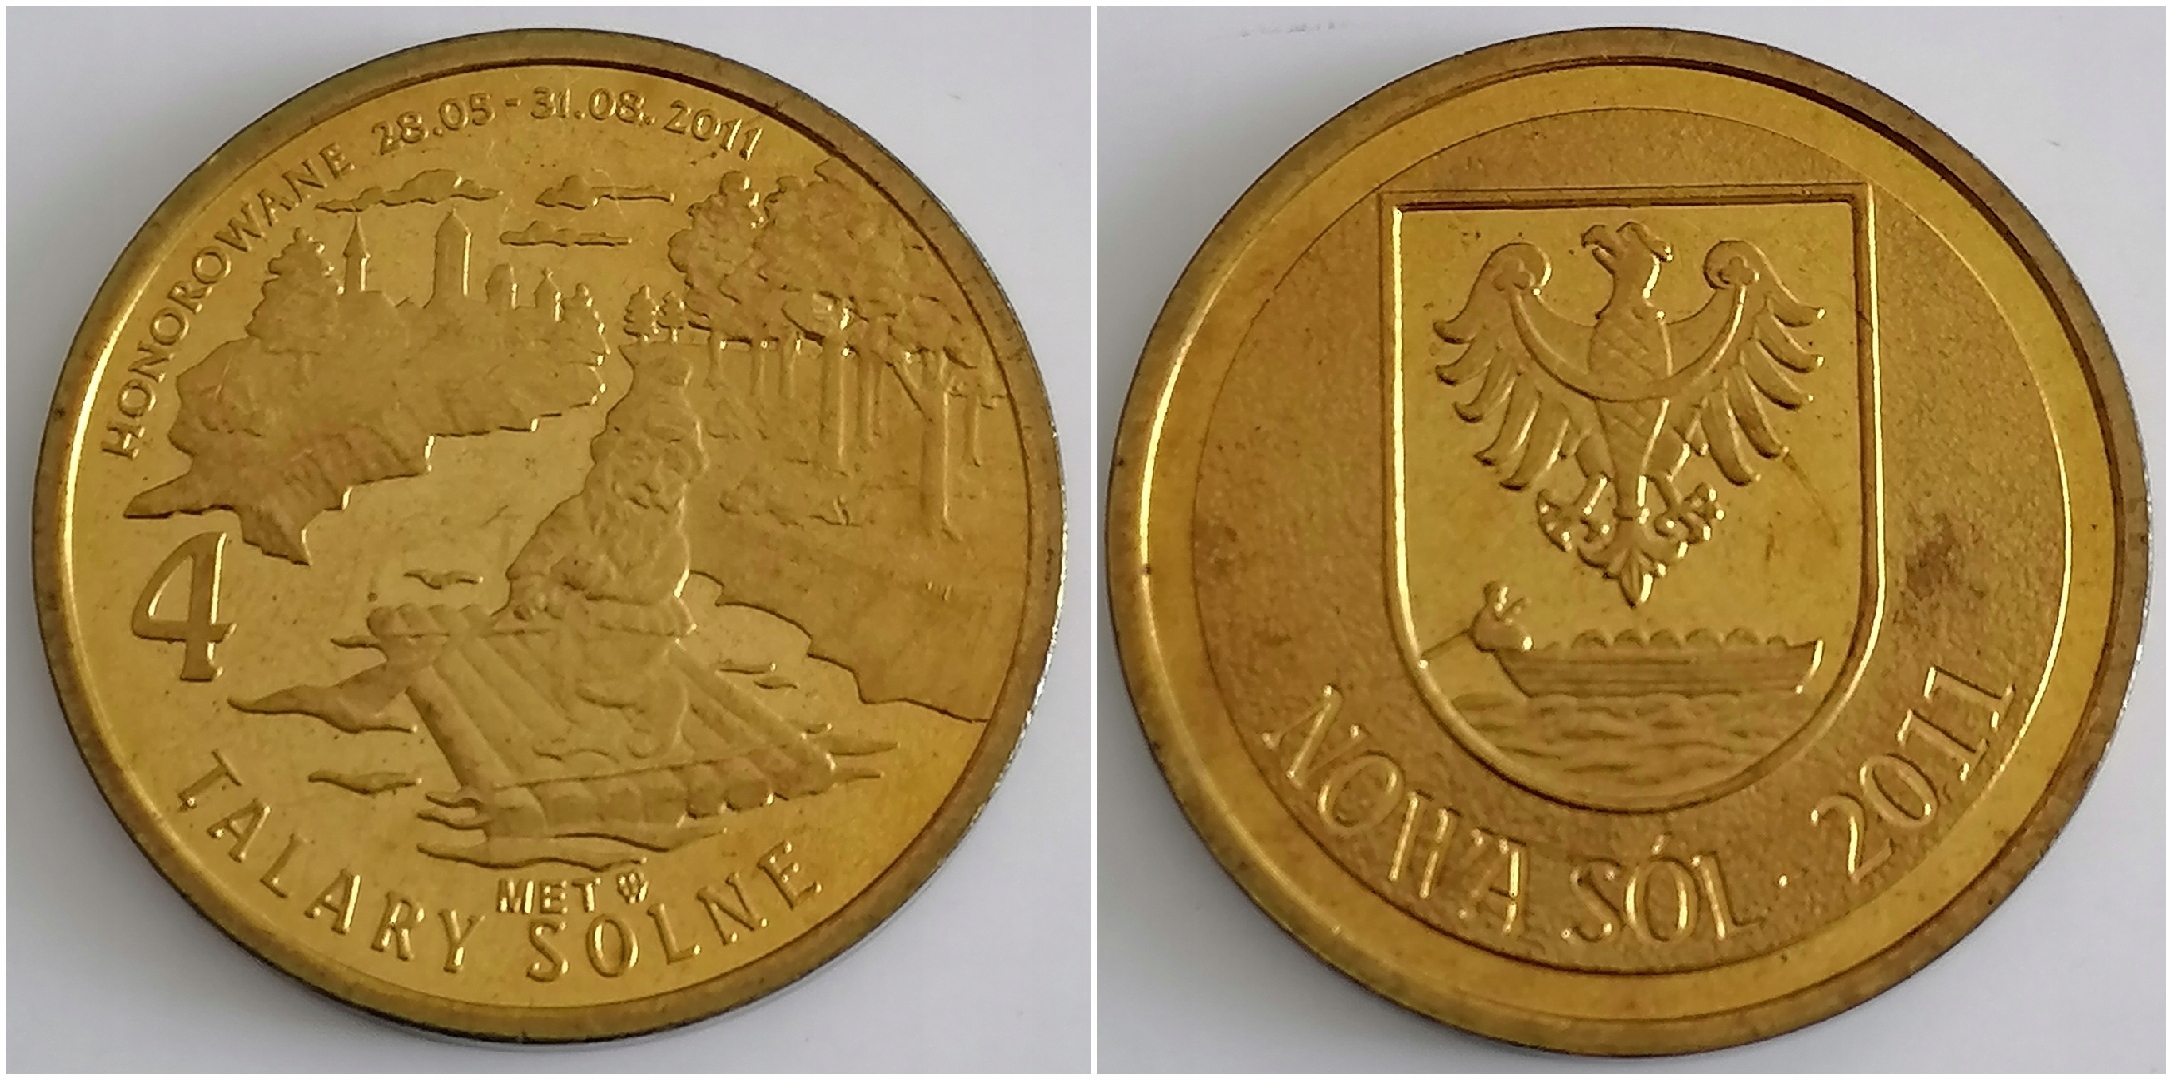 HONOROWANE 28.05 - 31.08. 2011
4
TALARY SOLNE
MET
NOWA SÓL · 2011